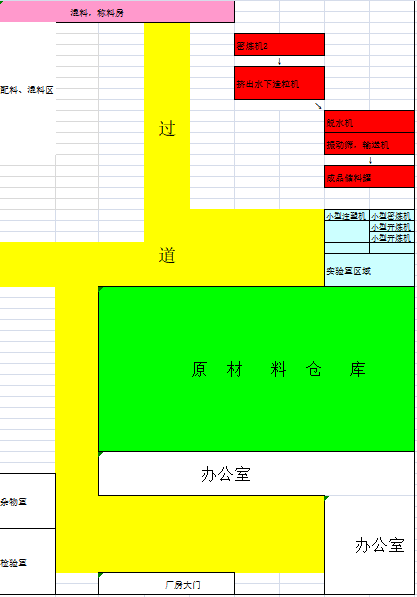 混料，称料房
密炼机2
配料、混料区
↓
挤出水下造粒机
↘
脱水机
过
振动筛，输送机
↓
成品储料罐
小型注塑机 小型密炼机
小型开炼机
小型开炼机
道
实验室区域
原 材 料 仓 库
办公室
杂物室
办公室
检验室
厂房大门